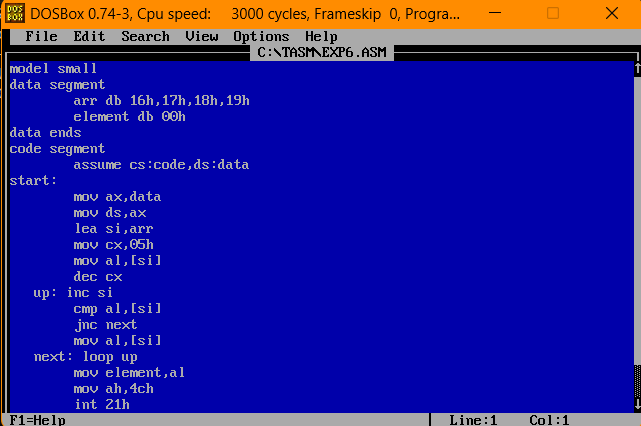 DOSBox 0.74-3, Cpu speed: 3000 cycles, Frameskip 0, Progra...
File Edit Search View Options Help
C:\TASM\EXP6.ASM
model small
data segment
arr db 16h,17h,18h,19h
element db 00h
data ends
code segment
assume cs:code,ds:data
start:
mov ax,data
mov ds,ax
lea si,arr
mov cx,05h
mov al,[si]
dec cx
up: inc si
cmp al,[si]
jnc next
mov al,[si]
next: loop up
mov element,al
mov ah,4ch
int 21h
F1=Help Line:1 Col:1